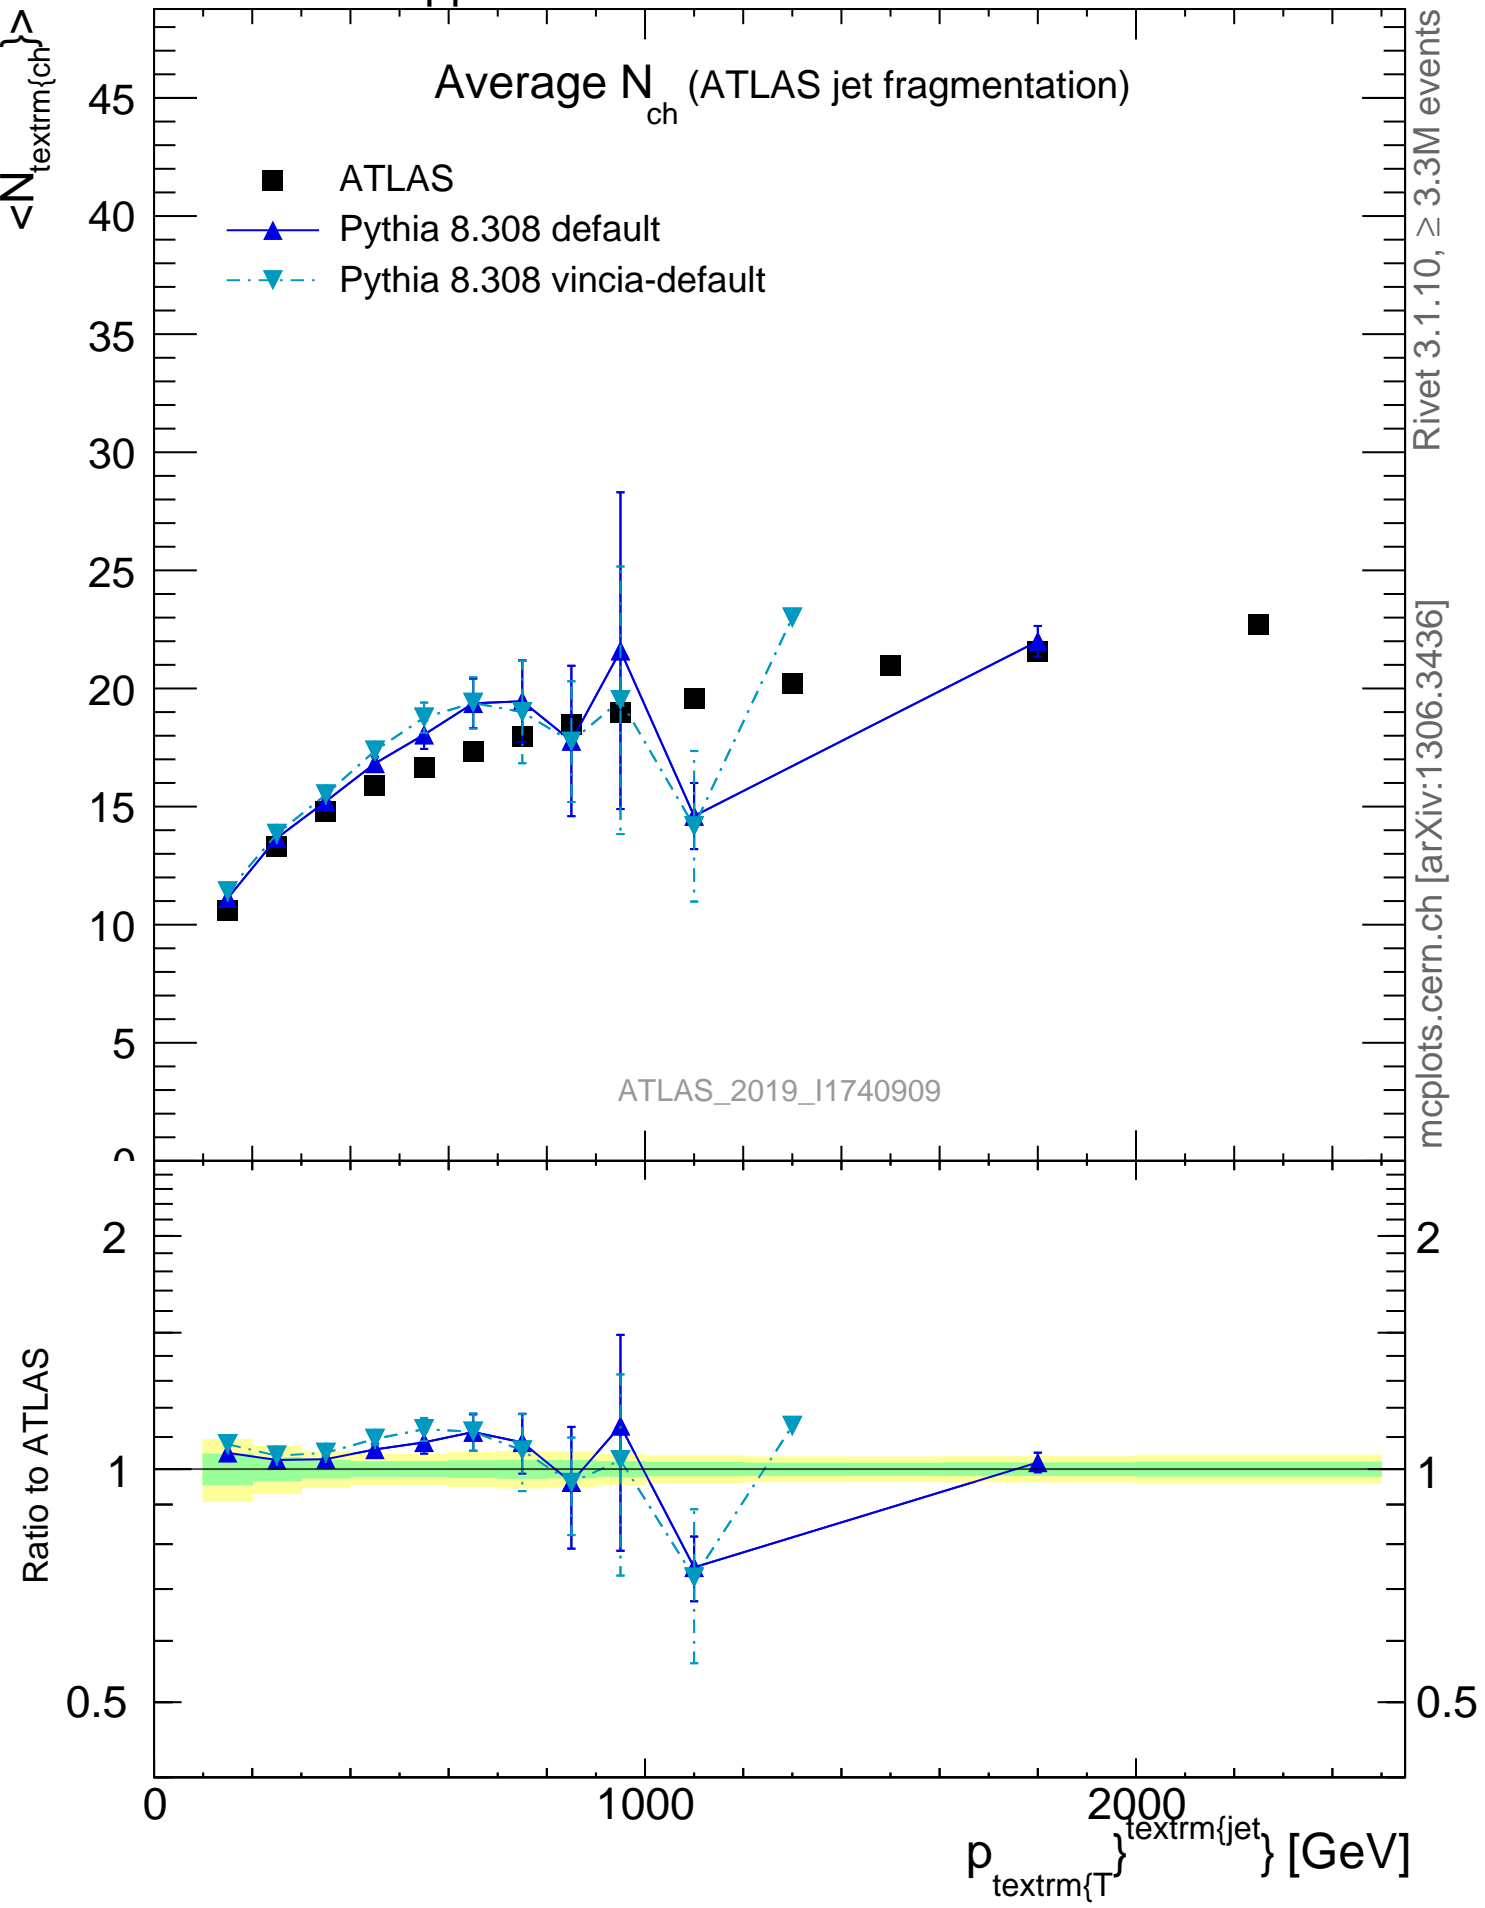 <N_textrm{ch}>
Average N_ch (ATLAS jet fragmentation)
ATLAS
Pythia 8.308 default
Pythia 8.308 vincia-default
45
40
35
30
25
20
15
10
5
0
ATLAS_2019_I1740909
Rivet 3.1.10, ≥ 3.3M events
mcplots.cern.ch [arXiv:1306.3436]
Ratio to ATLAS
2
1
0.5
2
1
0.5
0
1000
2000
p_textrm{T}^textrm{jet} [GeV]